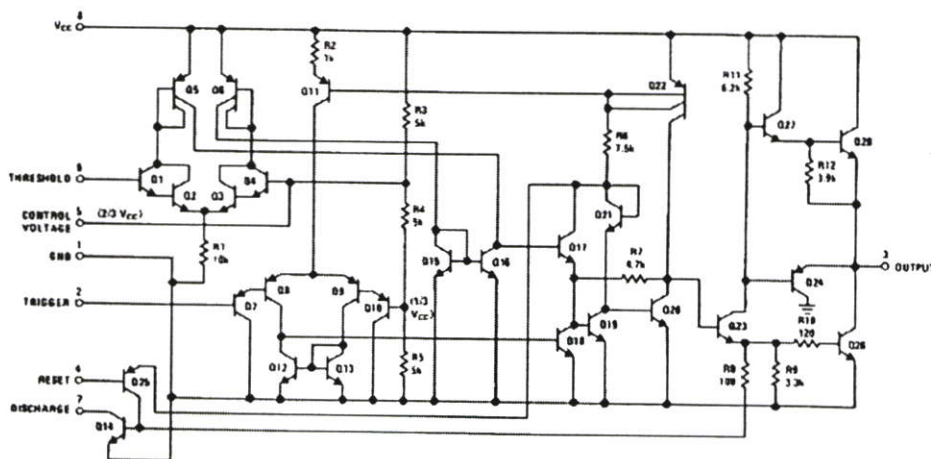 8
V_CC
R2
1k
Q5
Q6
Q11
Q22
R11
6.2k
Q27
Q28
R3
5k
R6
7.5k
R12
3.9k
6
THRESHOLD
Q1
Q2
Q3
Q4
5
CONTROL
VOLTAGE
(2/3 V_CC)
R4
5k
Q21
R1
10k
Q15
Q16
Q17
R7
4.7k
3
OUTPUT
1
GND
Q24
2
TRIGGER
Q7
Q8
Q9
Q10
(1/3
V_CC)
Q18
Q19
Q20
Q23
R10
120
Q26
Q12
Q13
R5
5k
R8
100
R9
3.3k
4
RESET
Q25
7
DISCHARGE
Q14